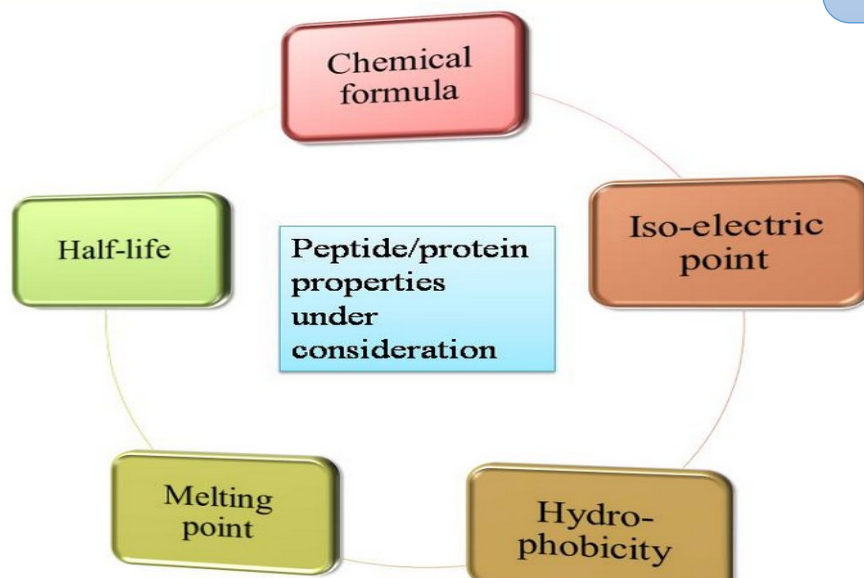 Chemical
formula
Iso-electric
point
Half-life
Peptide/protein
properties
under
consideration
Melting
point
Hydro-
phobicity